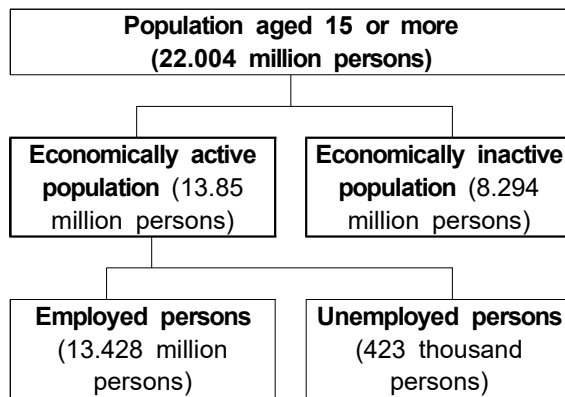 Population aged 15 or more
(22.004 million persons)
Economically active
population (13.85
million persons)
Economically inactive
population (8.294
million persons)
Employed persons
(13.428 million
persons)
Unemployed persons
(423 thousand
persons)